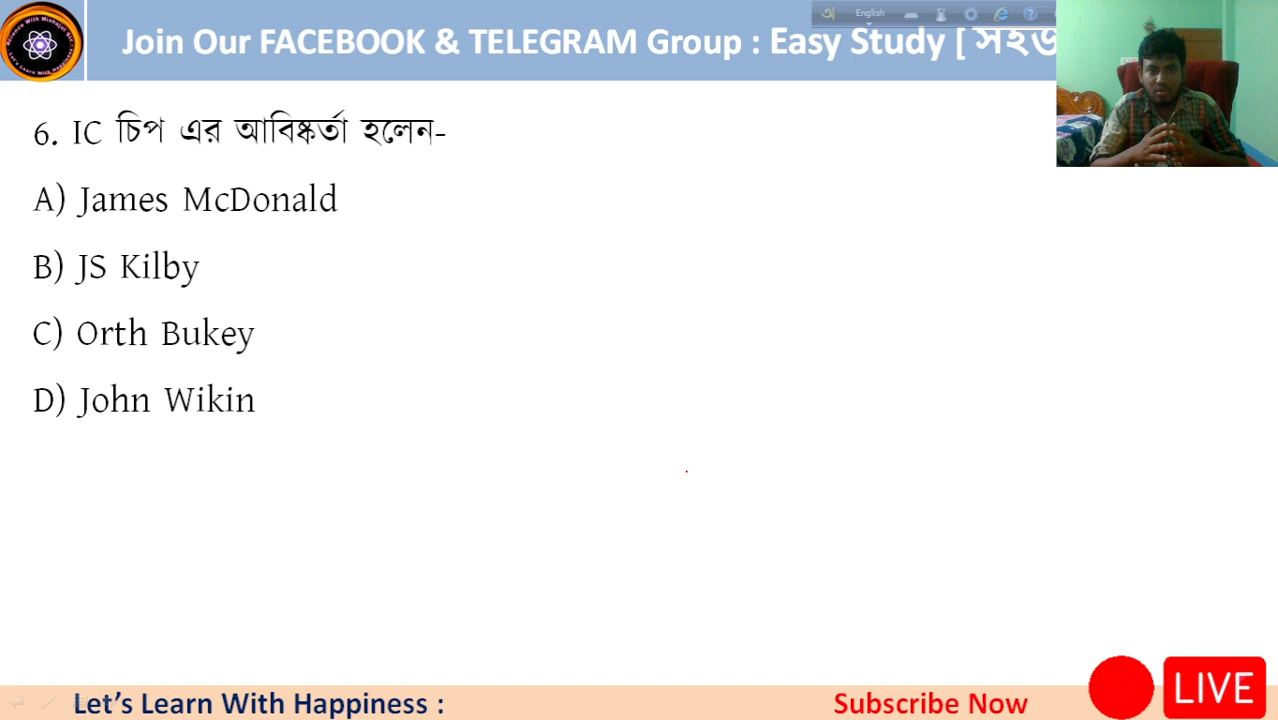 English
Join Our FACEBOOK & TELEGRAM Group : Easy Study [
6. IC চিপ এর আবিষ্কর্তা হলেন-
A) James McDonald
B) JS Kilby
C) Orth Bukey
D) John Wikin
Let's Learn With Happiness :
Subscribe Now
LIVE